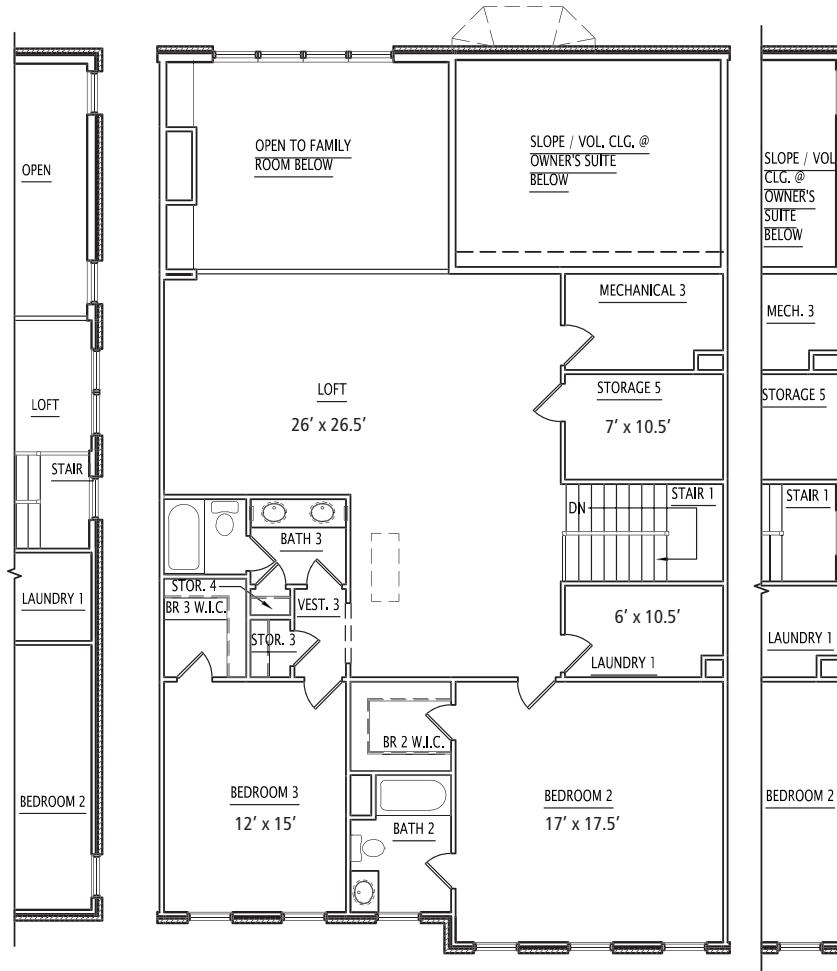 OPEN
LOFT
STAIR
LAUNDRY 1
BEDROOM 2
OPEN TO FAMILY
ROOM BELOW
SLOPE / VOL. CLG. @
OWNER'S SUITE
BELOW
MECHANICAL 3
LOFT
26’ x 26.5’
STORAGE 5
7’ x 10.5’
STAIR 1
DN
BATH 3
STOR. 4
BR 3 W.I.C.
VEST. 3
STOR. 3
6’ x 10.5’
LAUNDRY 1
BR 2 W.I.C.
BEDROOM 3
12’ x 15’
BATH 2
BEDROOM 2
17’ x 17.5’
SLOPE / VOL
CLG. @
OWNER'S
SUITE
BELOW
MECH. 3
STORAGE 5
STAIR 1
LAUNDRY 1
BEDROOM 2